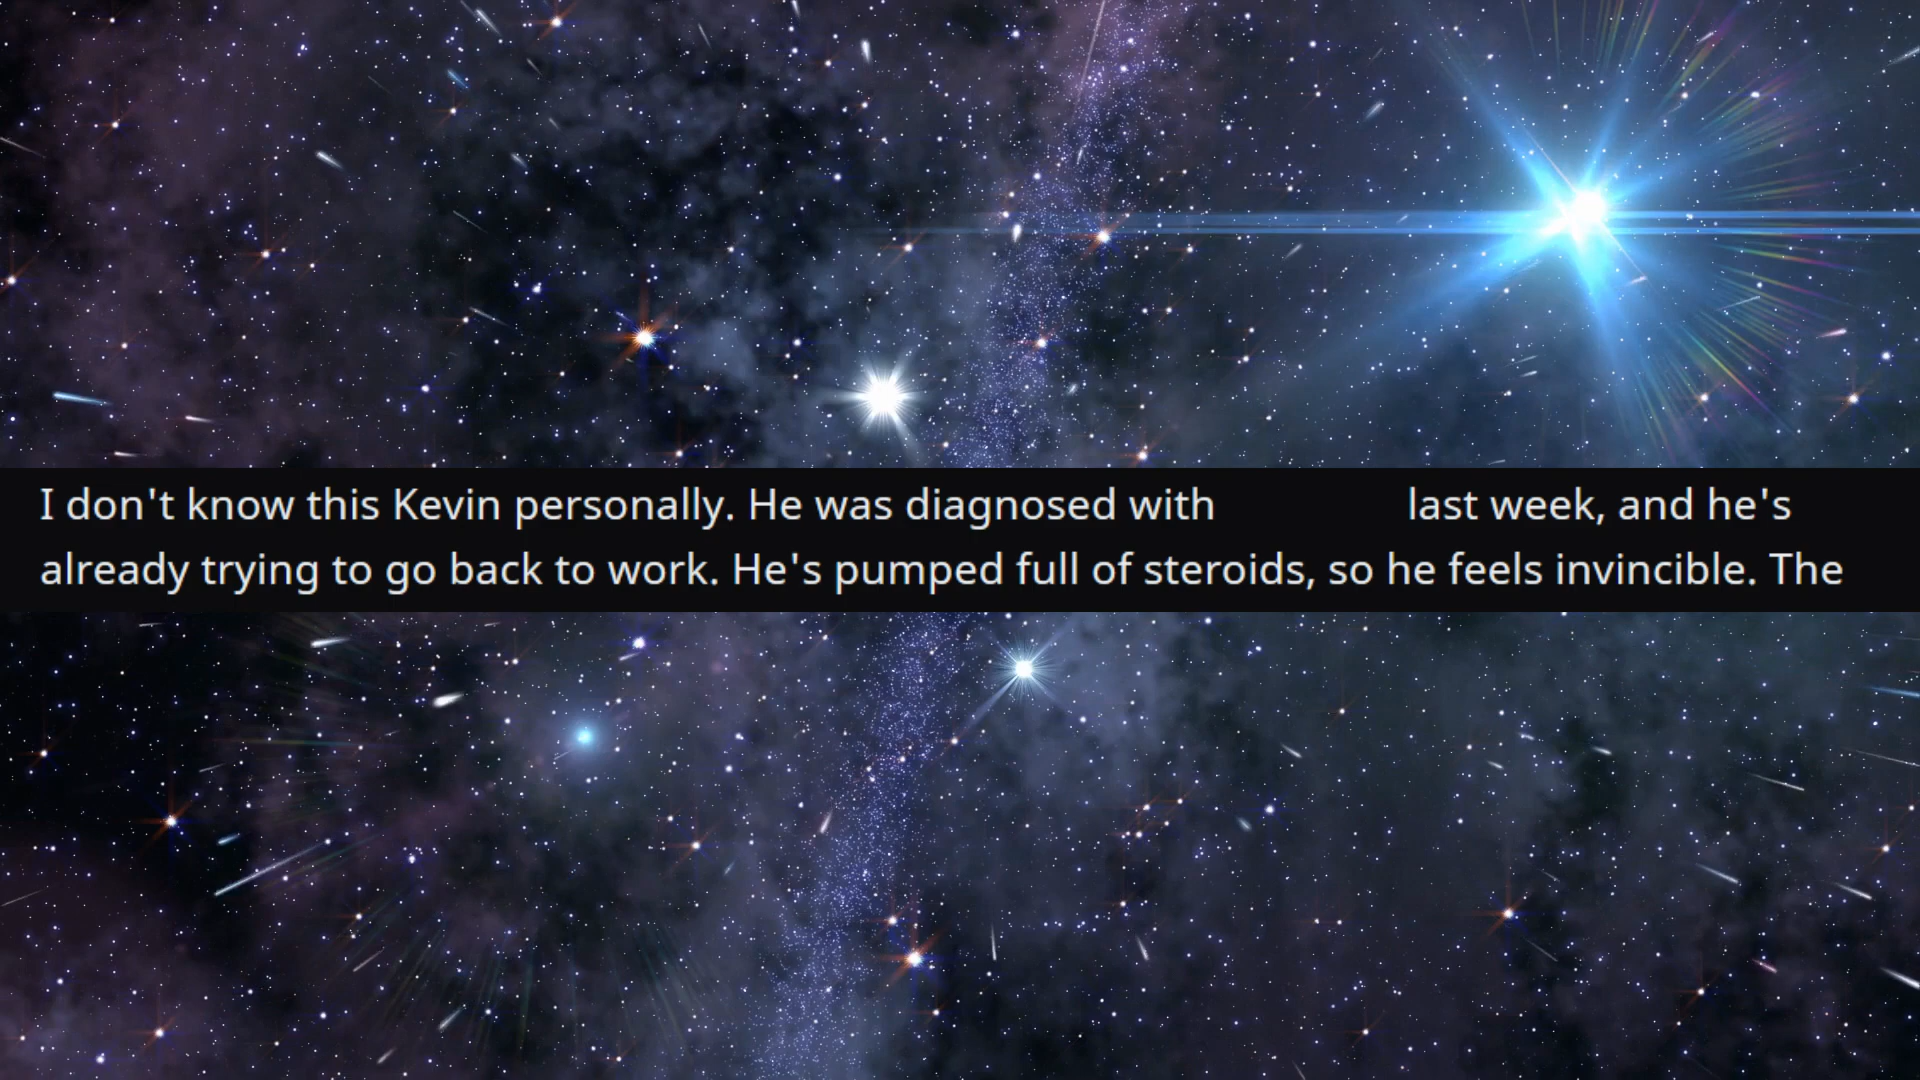 I don't know this Kevin personally. He was diagnosed with last week, and he's
already trying to go back to work. He's pumped full of steroids, so he feels invincible. The